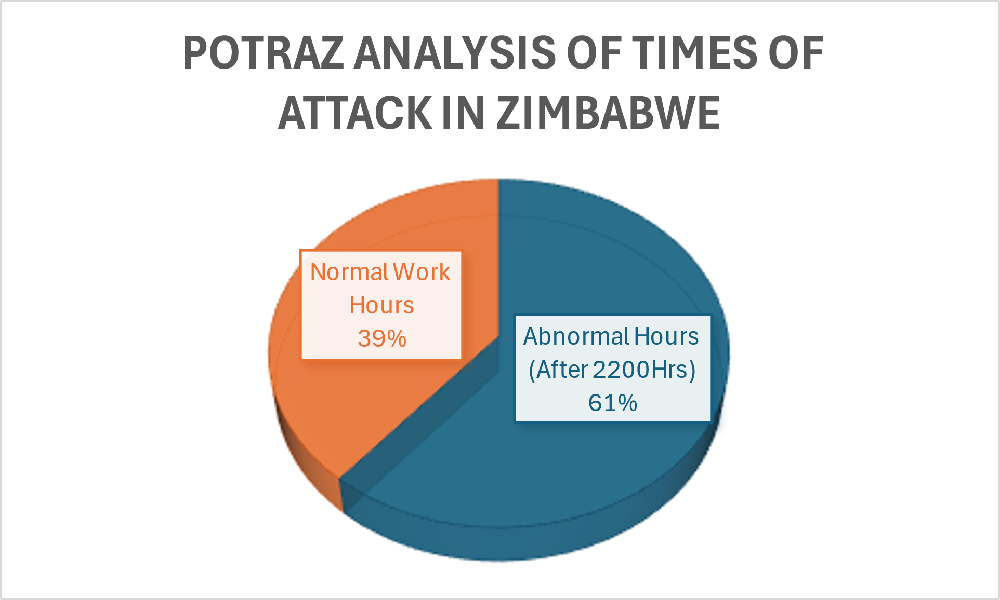 POTRAZ ANALYSIS OF TIMES OF
ATTACK IN ZIMBABWE
Normal Work
Hours
39%
Abnormal Hours
(After 2200Hrs)
61%